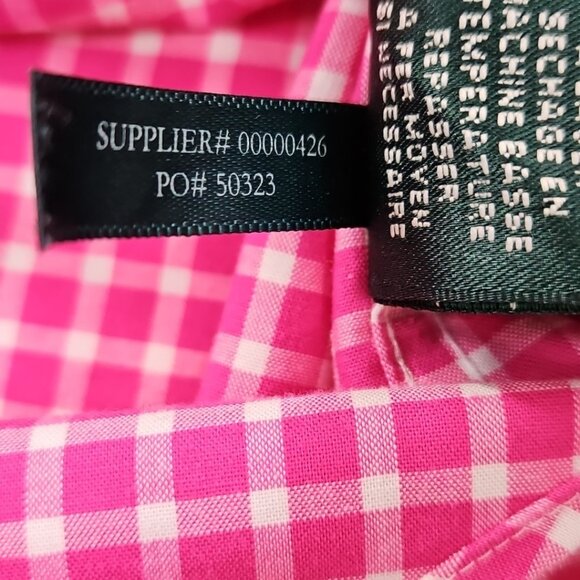 SUPPLIER# 00000426
PO# 50323
SECHAGE EN
MACHINE BASSE
TEMPERATURE
REPASSER
A FER MOYEN
SI NECESSAIRE